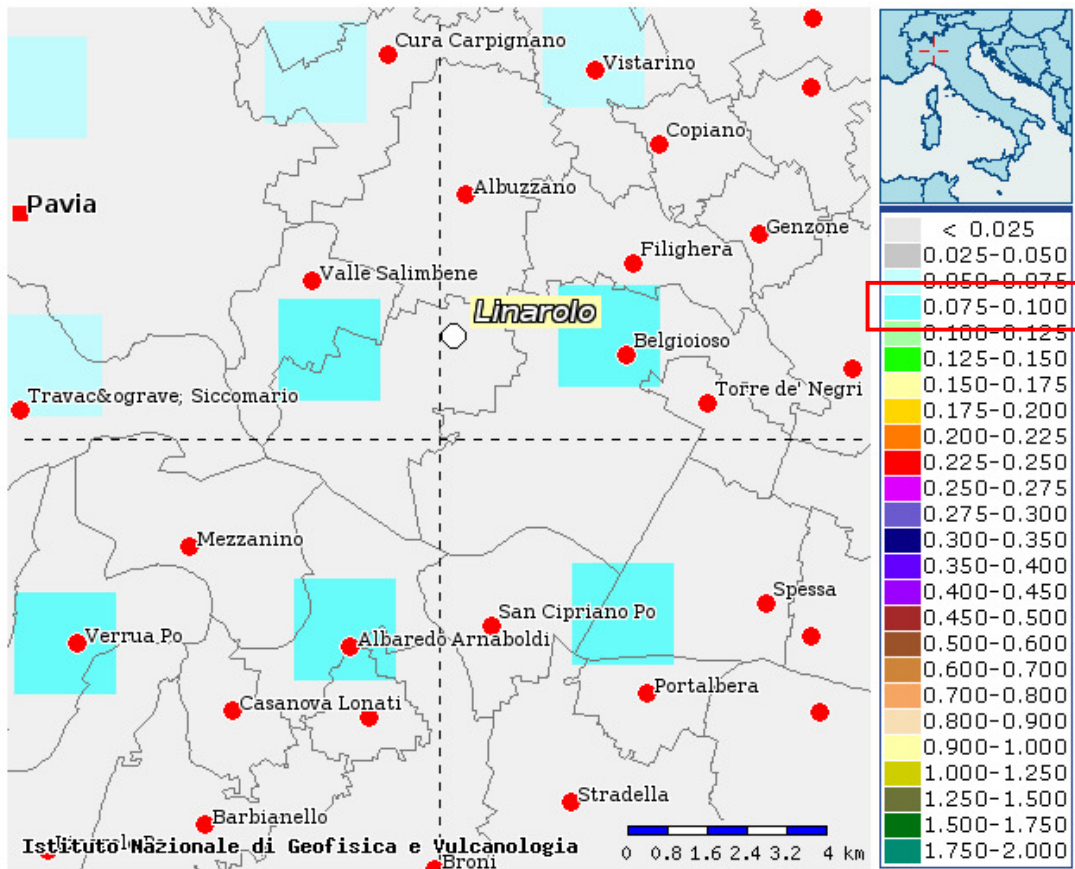 Cura Carpignano
Vistarino
Copiano
Albuzzano
Pavia
Genzone
Filighera
Valle Salimbene
Linarolo
Belgioioso
Torre de' Negri
Travac&ograve; Siccomario
Mezzanino
Spessa
San Cipriano Po
Verrua Po
Albaredo Arnaboldi
Portalbera
Casanova Lonati
Stradella
Barbianello
Istituto Nazionale di Geofisica e Vulcanologia
Broni
0 0.8 1.6 2.4 3.2 4 km
< 0.025
0.025-0.050
0.050-0.075
0.075-0.100
0.100-0.125
0.125-0.150
0.150-0.175
0.175-0.200
0.200-0.225
0.225-0.250
0.250-0.275
0.275-0.300
0.300-0.350
0.350-0.400
0.400-0.450
0.450-0.500
0.500-0.600
0.600-0.700
0.700-0.800
0.800-0.900
0.900-1.000
1.000-1.250
1.250-1.500
1.500-1.750
1.750-2.000